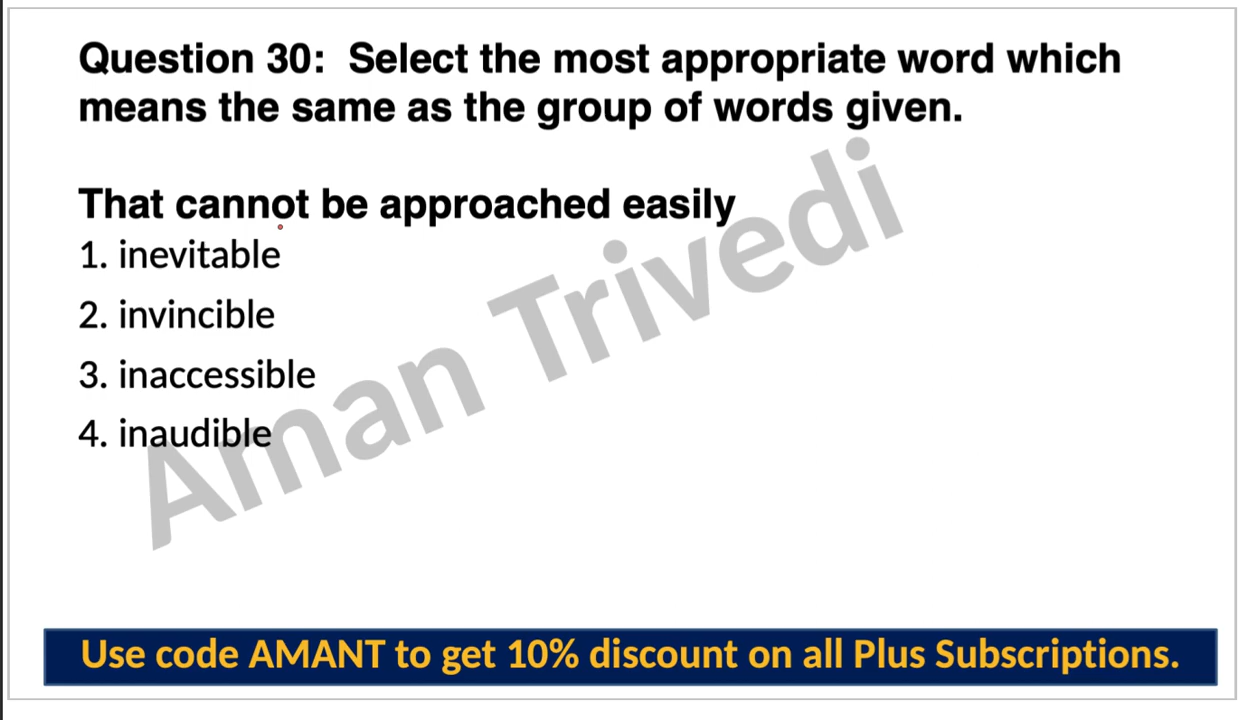 Question 30: Select the most appropriate word which
means the same as the group of words given.
That cannot be approached easily
1. inevitable
2. invincible
3. inaccessible
4. inaudible
Aman Trivedi
Use code AMANT to get 10% discount on all Plus Subscriptions.